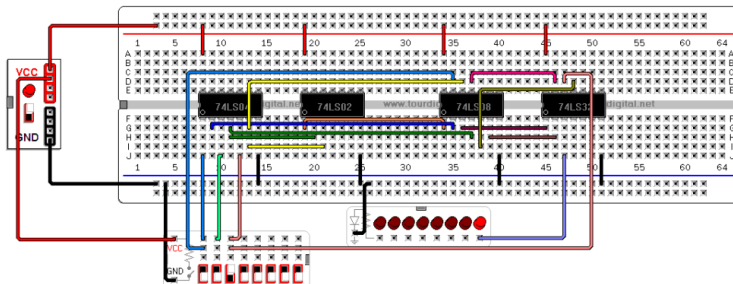 1 5 10 15 20 25 30 35 40 45 50 55 60 64
A
B
C
D
E
VCC
GND
74LS04
74LS02
74LS08
74LS32
digital.net
www.tourdigital.net
F
G
H
I
J
1 5 10 15 20 25 30 35 40 45 50 55 60 64
VCC
GND